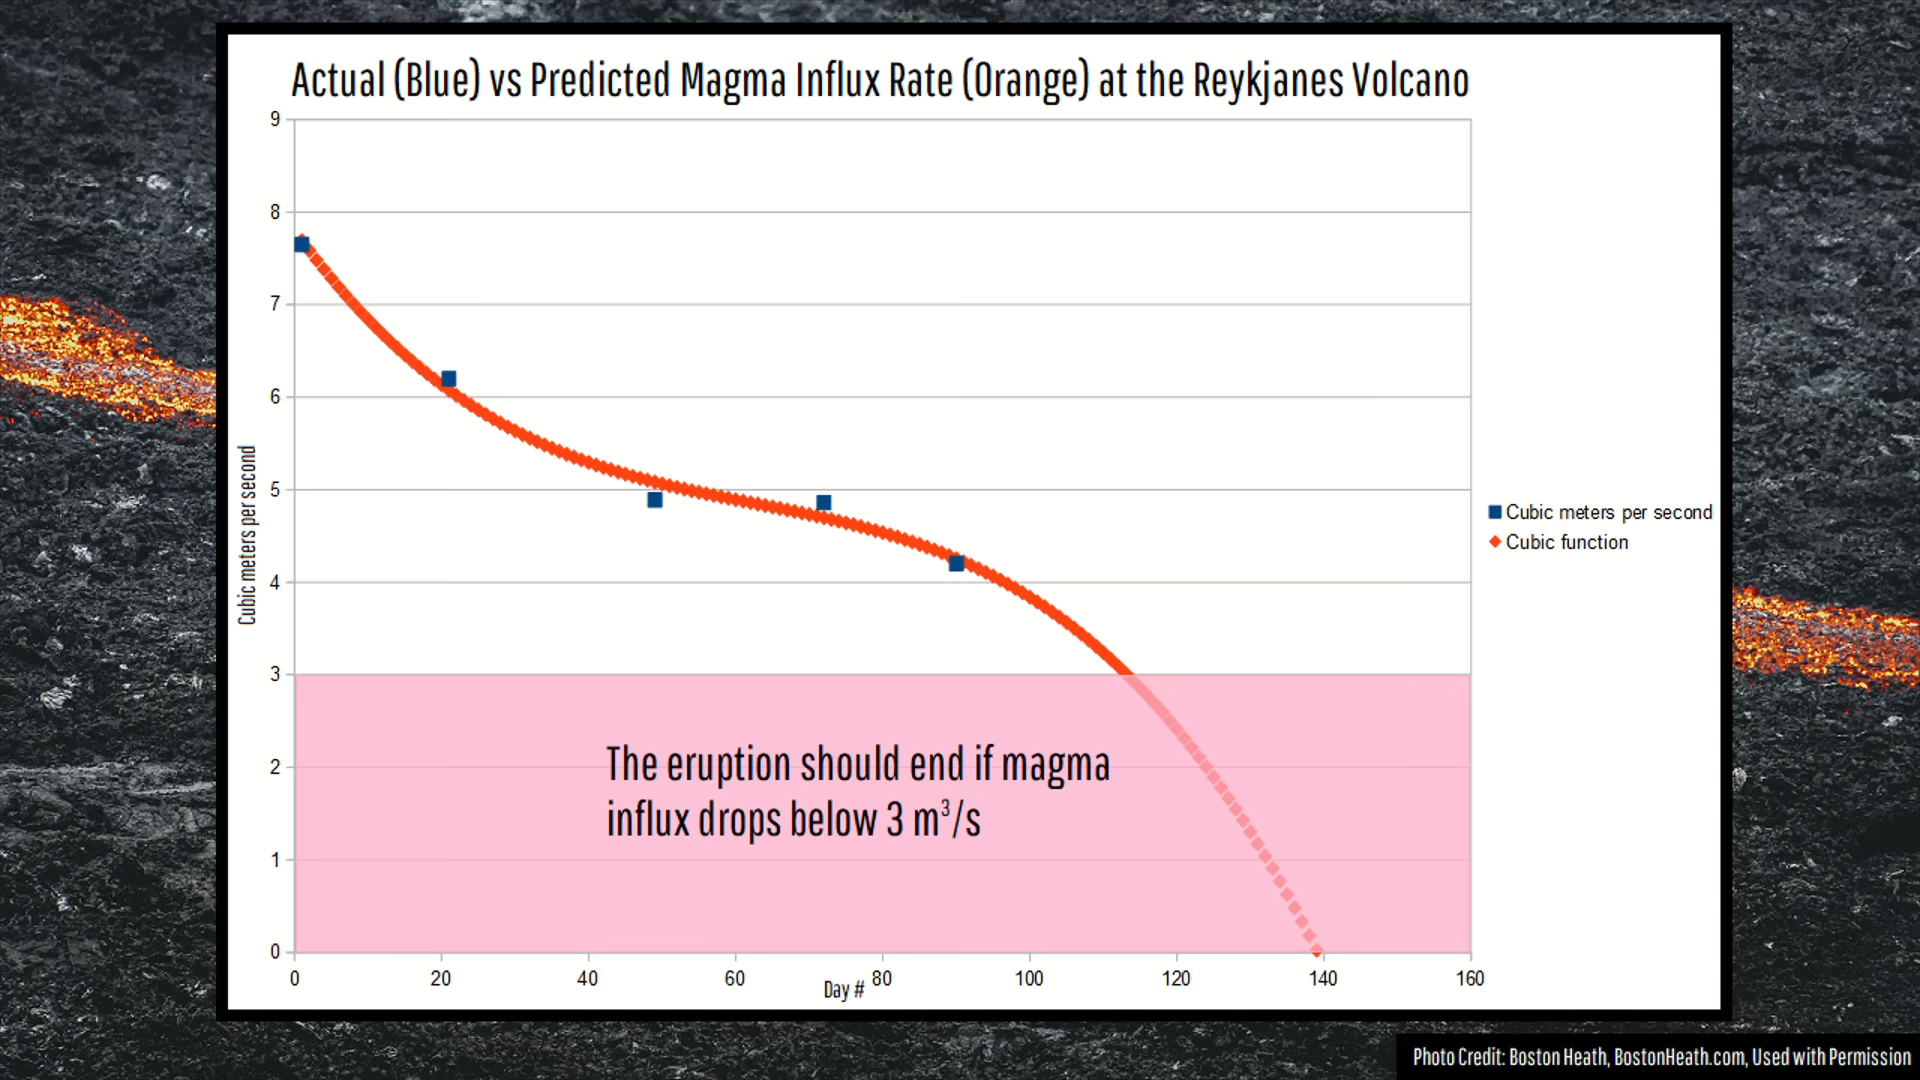 Actual (Blue) vs Predicted Magma Influx Rate (Orange) at the Reykjanes Volcano
9
8
7
6
5
4
3
2
1
0
Cubic meters per second
Cubic meters per second
Cubic function
The eruption should end if magma
influx drops below 3 m³/s
0 20 40 60 80 100 120 140 160
Day #
Photo Credit: Boston Heath, BostonHeath.com, Used with Permission